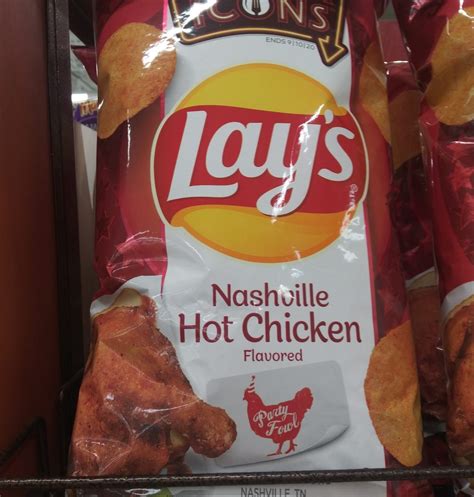 ICONS
ENDS 9|10|20
Lay's
Nashville
Hot Chicken
Flavored
Party
Fowl
NASHVILLE, TN